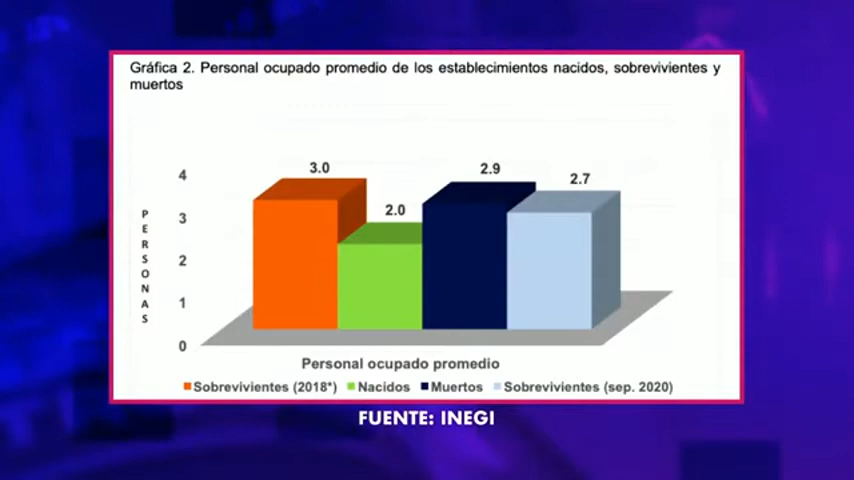 Gráfica 2. Personal ocupado promedio de los establecimientos nacidos, sobrevivientes y
muertos
3.0
2.9
2.7
2.0
4
3
2
1
0
PERSONAS
Personal ocupado promedio
Sobrevivientes (2018*) Nacidos Muertos Sobrevivientes (sep. 2020)
FUENTE: INEGI